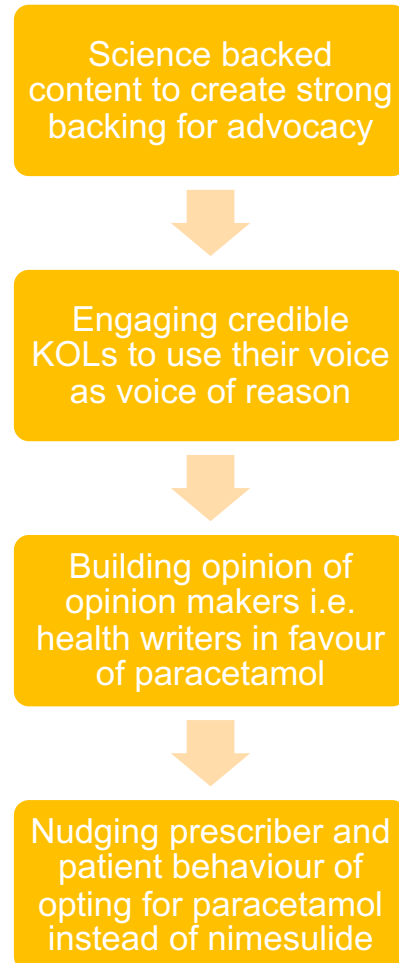 Science backed
content to create strong
backing for advocacy
Engaging credible
KOLs to use their voice
as voice of reason
Building opinion of
opinion makers i.e.
health writers in favour
of paracetamol
Nudging prescriber and
patient behaviour of
opting for paracetamol
instead of nimesulide